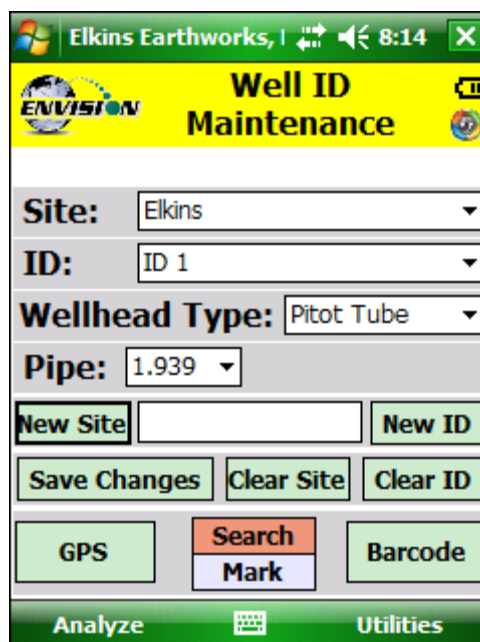 Elkins Earthworks, 8:14
ENVISION
Well ID
Maintenance
Site: Elkins
ID: ID 1
Wellhead Type: Pitot Tube
Pipe: 1.939
New Site New ID
Save Changes Clear Site Clear ID
GPS Search Barcode
Mark
Analyze Utilities